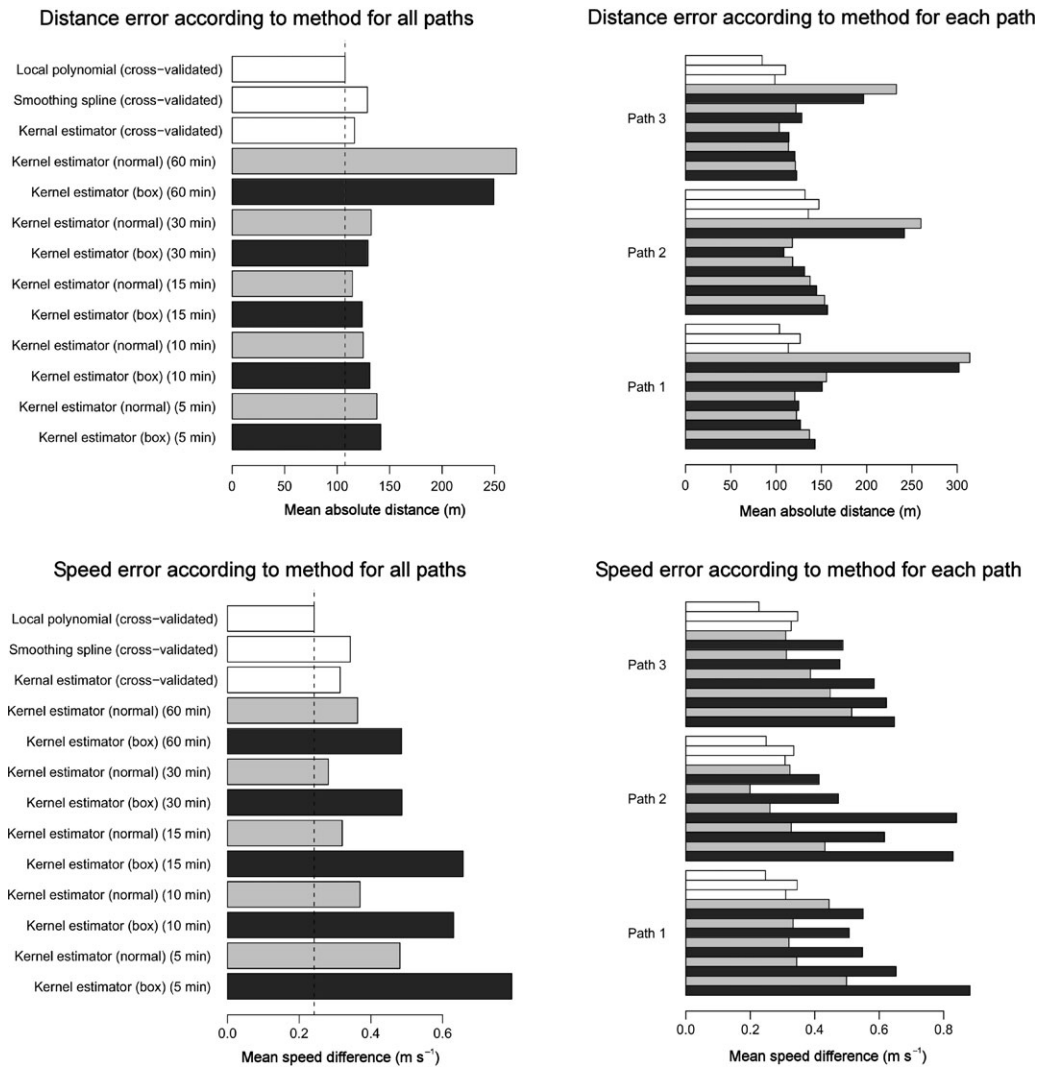 Distance error according to method for all paths
Local polynomial (cross−validated)
Smoothing spline (cross−validated)
Kernal estimator (cross−validated)
Kernel estimator (normal) (60 min)
Kernel estimator (box) (60 min)
Kernel estimator (normal) (30 min)
Kernel estimator (box) (30 min)
Kernel estimator (normal) (15 min)
Kernel estimator (box) (15 min)
Kernel estimator (normal) (10 min)
Kernel estimator (box) (10 min)
Kernel estimator (normal) (5 min)
Kernel estimator (box) (5 min)
0 50 100 150 200 250
Mean absolute distance (m)
Distance error according to method for each path
Path 3
Path 2
Path 1
0 50 100 150 200 250 300
Mean absolute distance (m)
Speed error according to method for all paths
Local polynomial (cross−validated)
Smoothing spline (cross−validated)
Kernal estimator (cross−validated)
Kernel estimator (normal) (60 min)
Kernel estimator (box) (60 min)
Kernel estimator (normal) (30 min)
Kernel estimator (box) (30 min)
Kernel estimator (normal) (15 min)
Kernel estimator (box) (15 min)
Kernel estimator (normal) (10 min)
Kernel estimator (box) (10 min)
Kernel estimator (normal) (5 min)
Kernel estimator (box) (5 min)
0.0 0.2 0.4 0.6
Mean speed difference (m s⁻¹)
Speed error according to method for each path
Path 3
Path 2
Path 1
0.0 0.2 0.4 0.6 0.8
Mean speed difference (m s⁻¹)